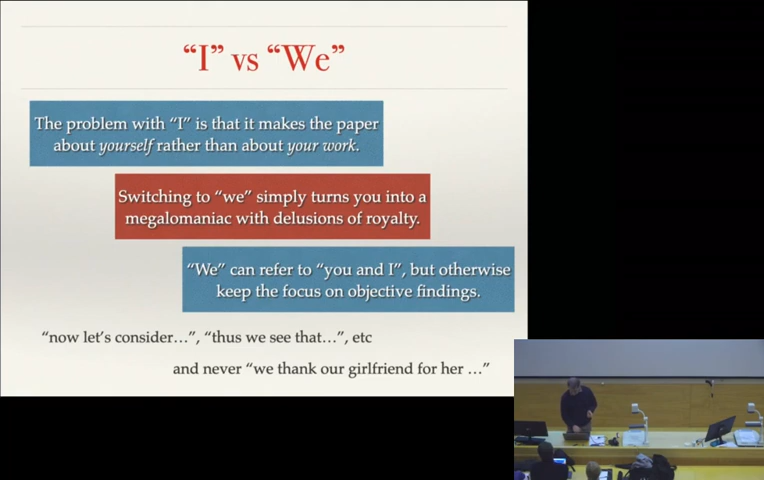 “I” vs “We”
The problem with “I” is that it makes the paper
about yourself rather than about your work.
Switching to “we” simply turns you into a
megalomaniac with delusions of royalty.
“We” can refer to “you and I”, but otherwise
keep the focus on objective findings.
“now let’s consider…”, “thus we see that…”, etc
and never “we thank our girlfriend for her …”